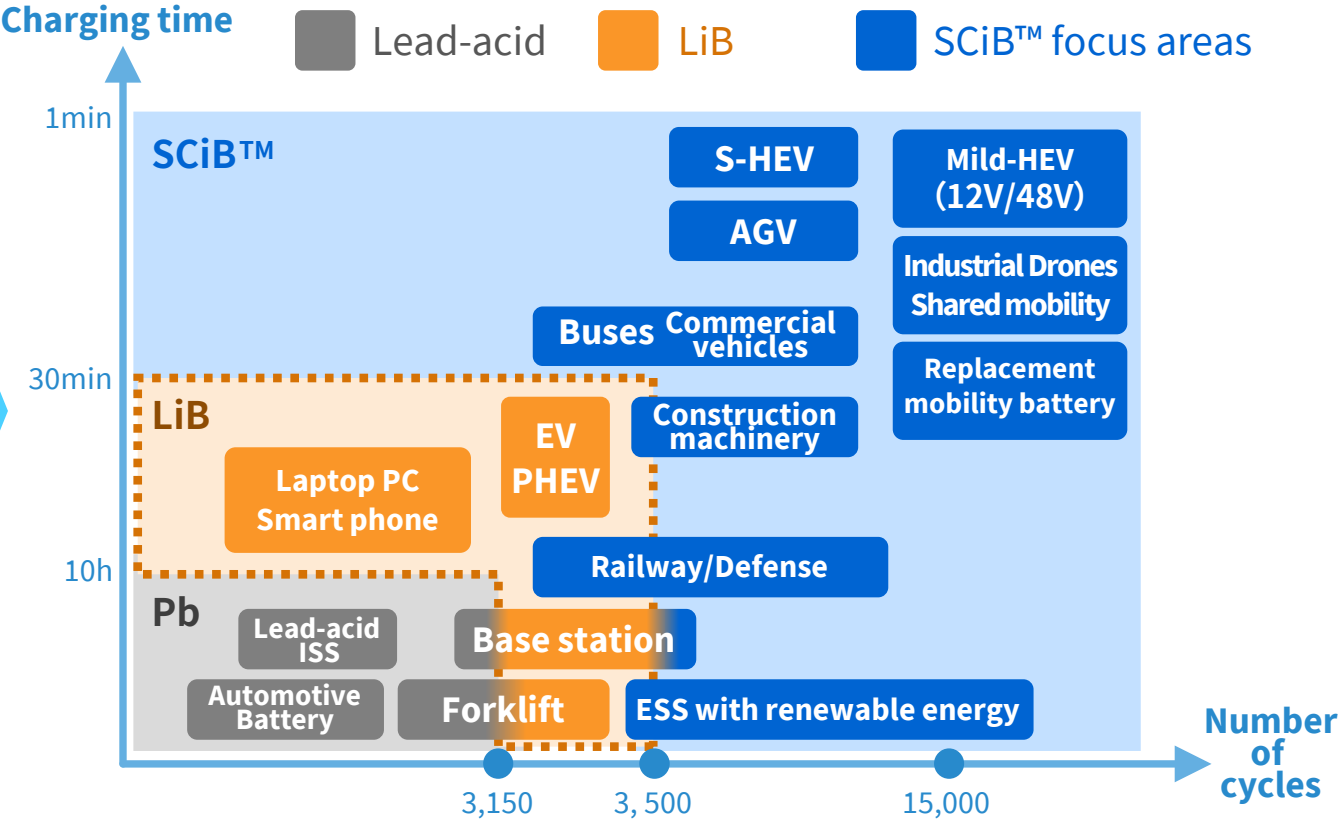 Charging time
Lead-acid
LiB
SCiB™ focus areas
1min
SCiB™
S-HEV
Mild-HEV
(12V/48V)
AGV
Industrial Drones
Shared mobility
Buses
Commercial
vehicles
Replacement
mobility battery
30min
LiB
EV
PHEV
Construction
machinery
Laptop PC
Smart phone
10h
Railway/Defense
Pb
Lead-acid
ISS
Base station
Automotive
Battery
Forklift
ESS with renewable energy
Number
of
cycles
3,150
3,500
15,000